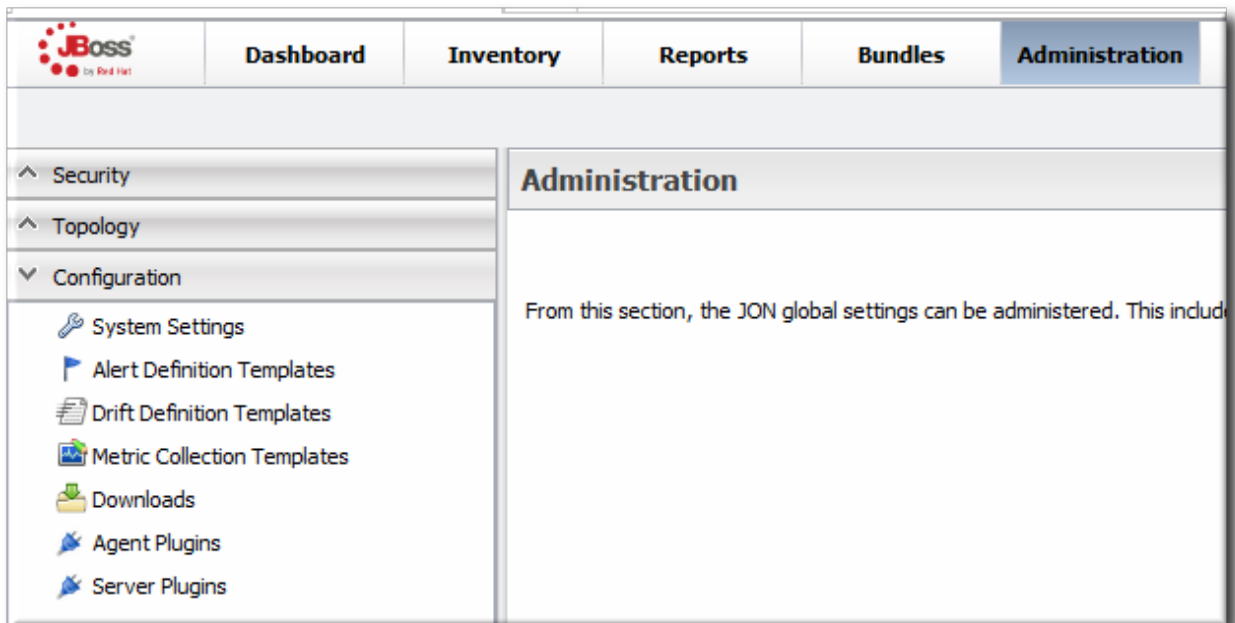 JBoss
by Red Hat
Dashboard Inventory Reports Bundles Administration
Security
Topology
Configuration
System Settings
Alert Definition Templates
Drift Definition Templates
Metric Collection Templates
Downloads
Agent Plugins
Server Plugins
Administration
From this section, the JON global settings can be administered. This includ